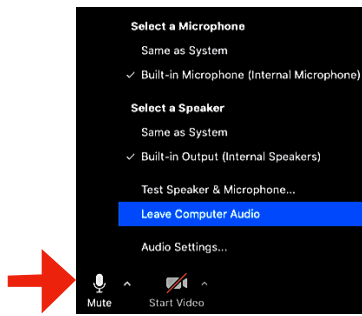 Select a Microphone
Same as System
✓ Built-in Microphone (Internal Microphone)
Select a Speaker
Same as System
✓ Built-in Output (Internal Speakers)
Test Speaker & Microphone...
Leave Computer Audio
Audio Settings...
Mute Start Video